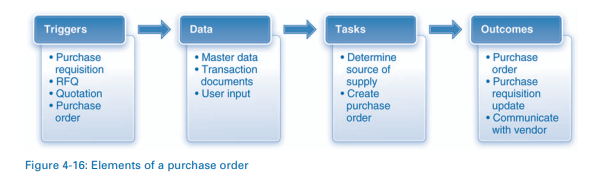 Triggers
• Purchase
requisition
• RFQ
• Quotation
• Purchase
order
Data
• Master data
• Transaction
documents
• User input
Tasks
• Determine
source of
supply
• Create
purchase
order
Outcomes
• Purchase
order
• Purchase
requisition
update
• Communicate
with vendor
Figure 4-16: Elements of a purchase order